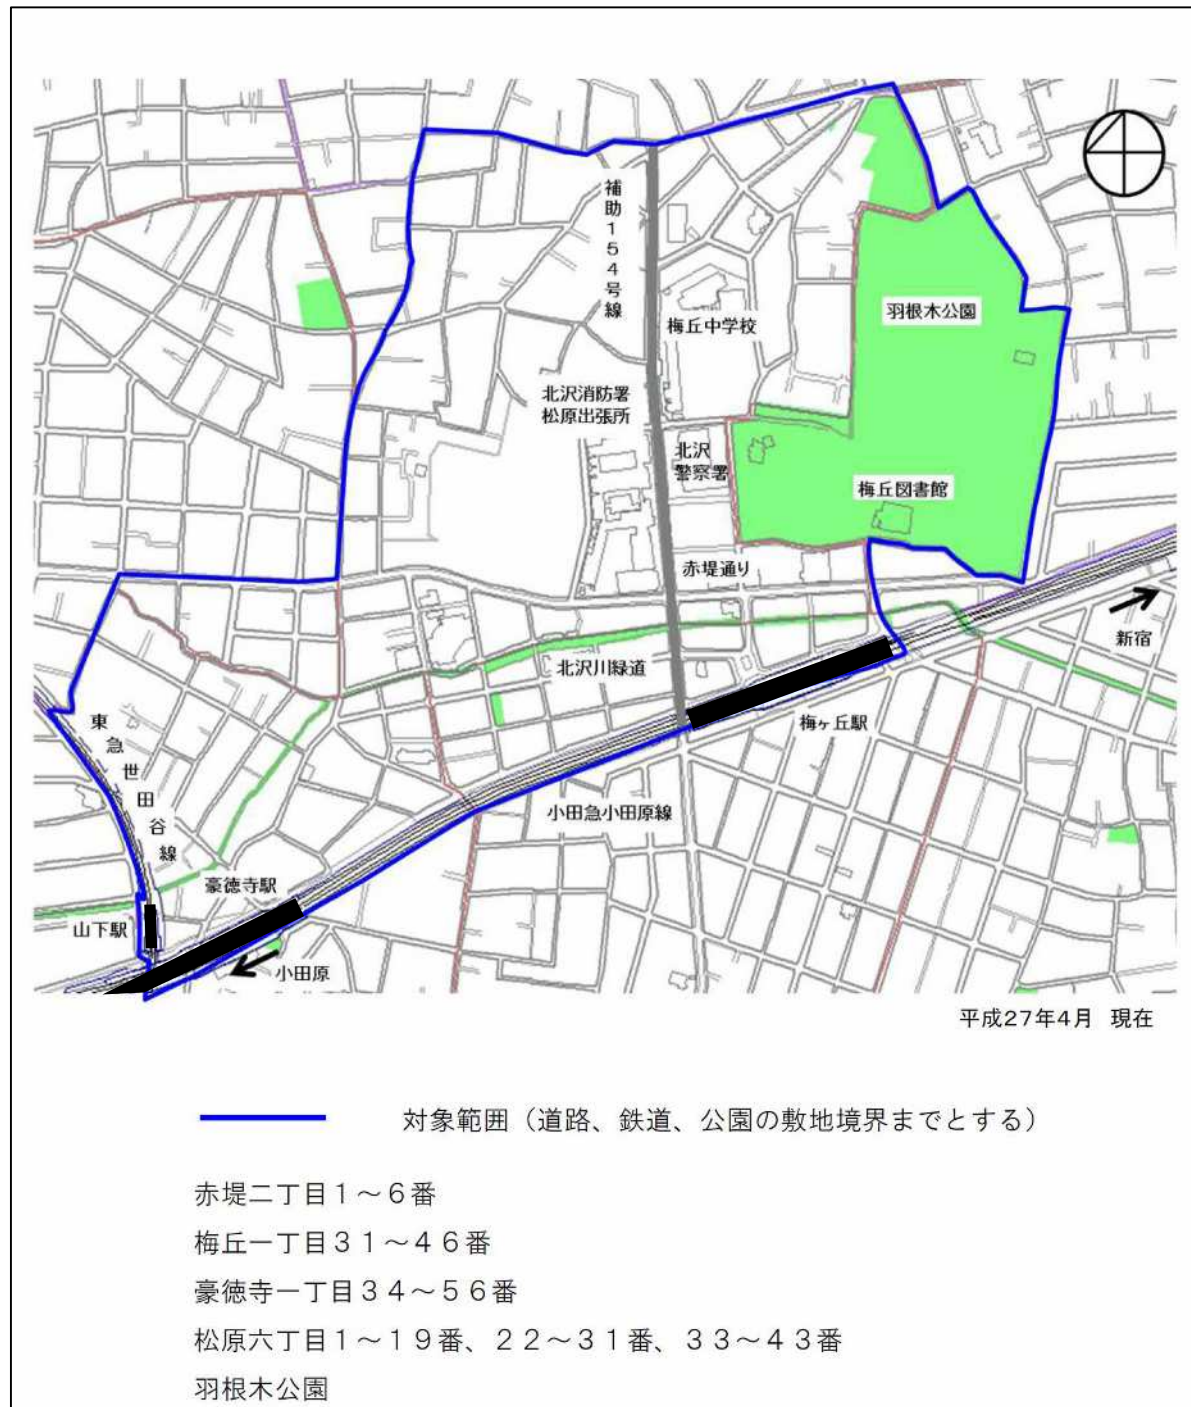 補助154号線
羽根木公園
梅丘中学校
北沢消防署
松原出張所
北沢
警察署
梅丘図書館
赤堤通り
新宿
北沢川緑道
東急世田谷線
梅ヶ丘駅
小田急小田原線
豪徳寺駅
山下駅
小田原
平成27年4月 現在
対象範囲（道路、鉄道、公園の敷地境界までとする）
赤堤二丁目１～６番
梅丘一丁目３１～４６番
豪徳寺一丁目３４～５６番
松原六丁目１～１９番、２２～３１番、３３～４３番
羽根木公園